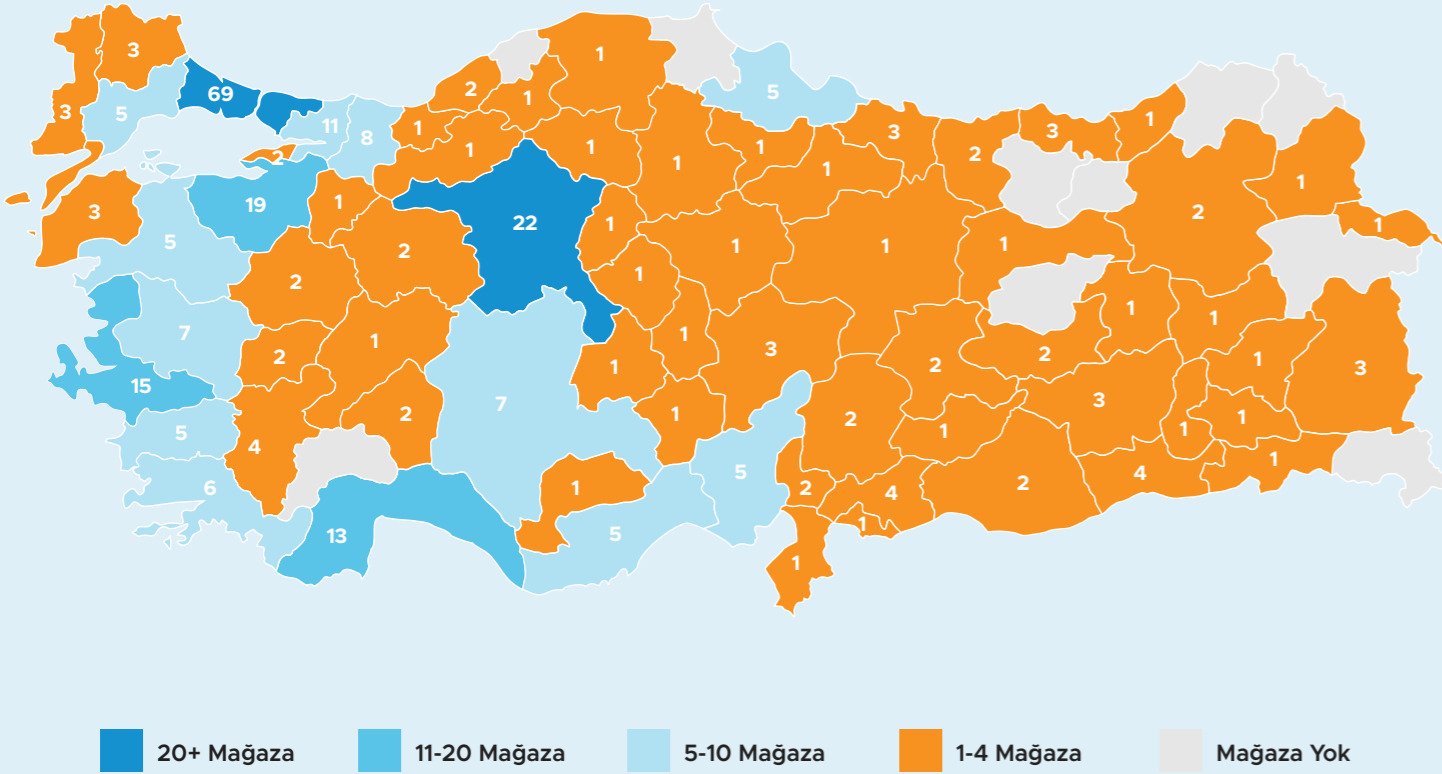 3 1
69 2
3 5 1 5
11 8 1 3 3 1
2 1 1 1 1 1 2
3 19 1 1 2 1
5 2 22 1 1 1 1 1
2 1
7 2 1 1 1 1
15 1 1 3 2 2 1 3
5 2 7 1 2 3 1
4 1 1 1
6 1 5 2 4 2 4 1
13 5 1
1
20+ Mağaza 11-20 Mağaza 5-10 Mağaza 1-4 Mağaza Mağaza Yok